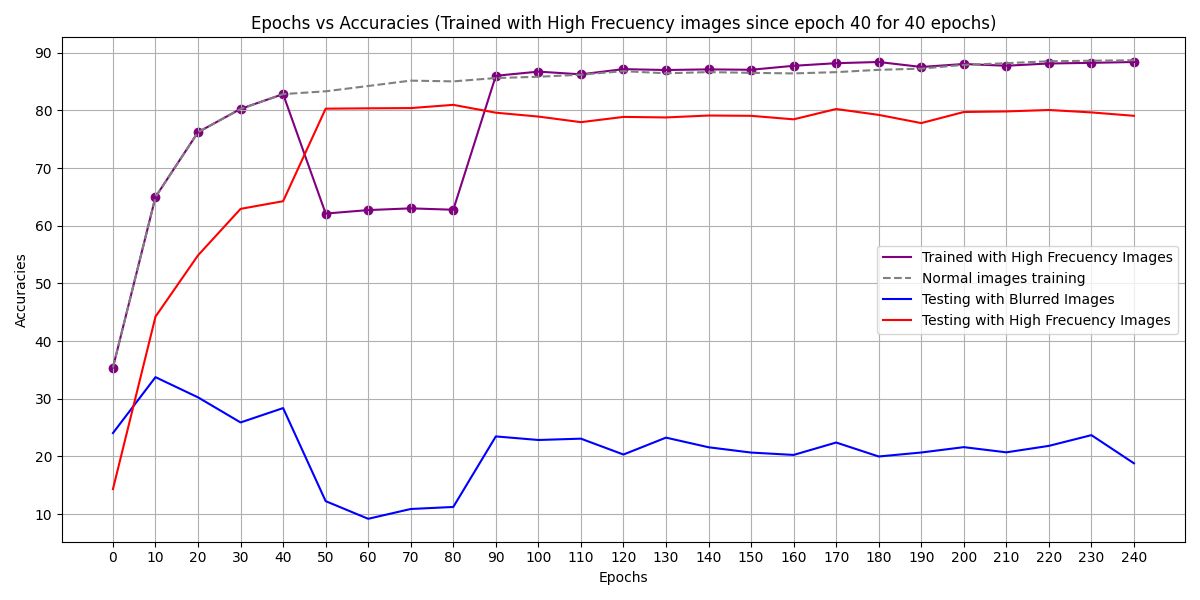 Epochs vs Accuracies (Trained with High Frecuency images since epoch 40 for 40 epochs)
90
80
70
60
50
40
30
20
10
Accuracies
Trained with High Frecuency Images
Normal images training
Testing with Blurred Images
Testing with High Frecuency Images
0 10 20 30 40 50 60 70 80 90 100 110 120 130 140 150 160 170 180 190 200 210 220 230 240
Epochs